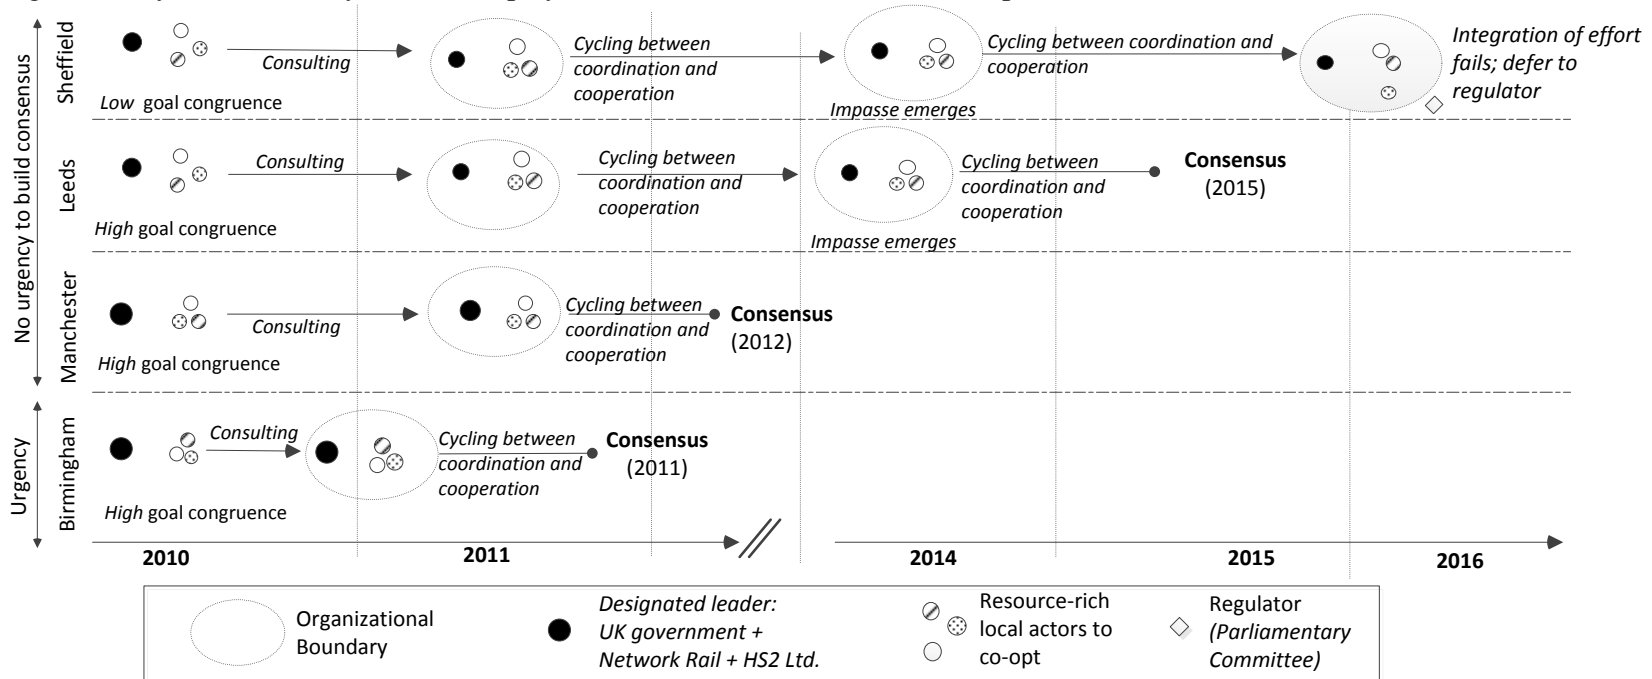 No urgency to build consensus
Sheffield
Consulting
Low goal congruence
Cycling between
coordination and
cooperation
Impasse emerges
Cycling between coordination and
cooperation
Integration of effort
fails; defer to
regulator
Leeds
Consulting
High goal congruence
Cycling between
coordination and
cooperation
Impasse emerges
Cycling between
coordination and
cooperation
Consensus
(2015)
Manchester
Consulting
High goal congruence
Cycling between
coordination and
cooperation
Consensus
(2012)
Urgency
Birmingham
Consulting
High goal congruence
Cycling between
coordination and
cooperation
Consensus
(2011)
2010
2011
2014
2015
2016
Organizational
Boundary
Designated leader:
UK government +
Network Rail + HS2 Ltd.
Resource-rich
local actors to
co-opt
Regulator
(Parliamentary
Committee)